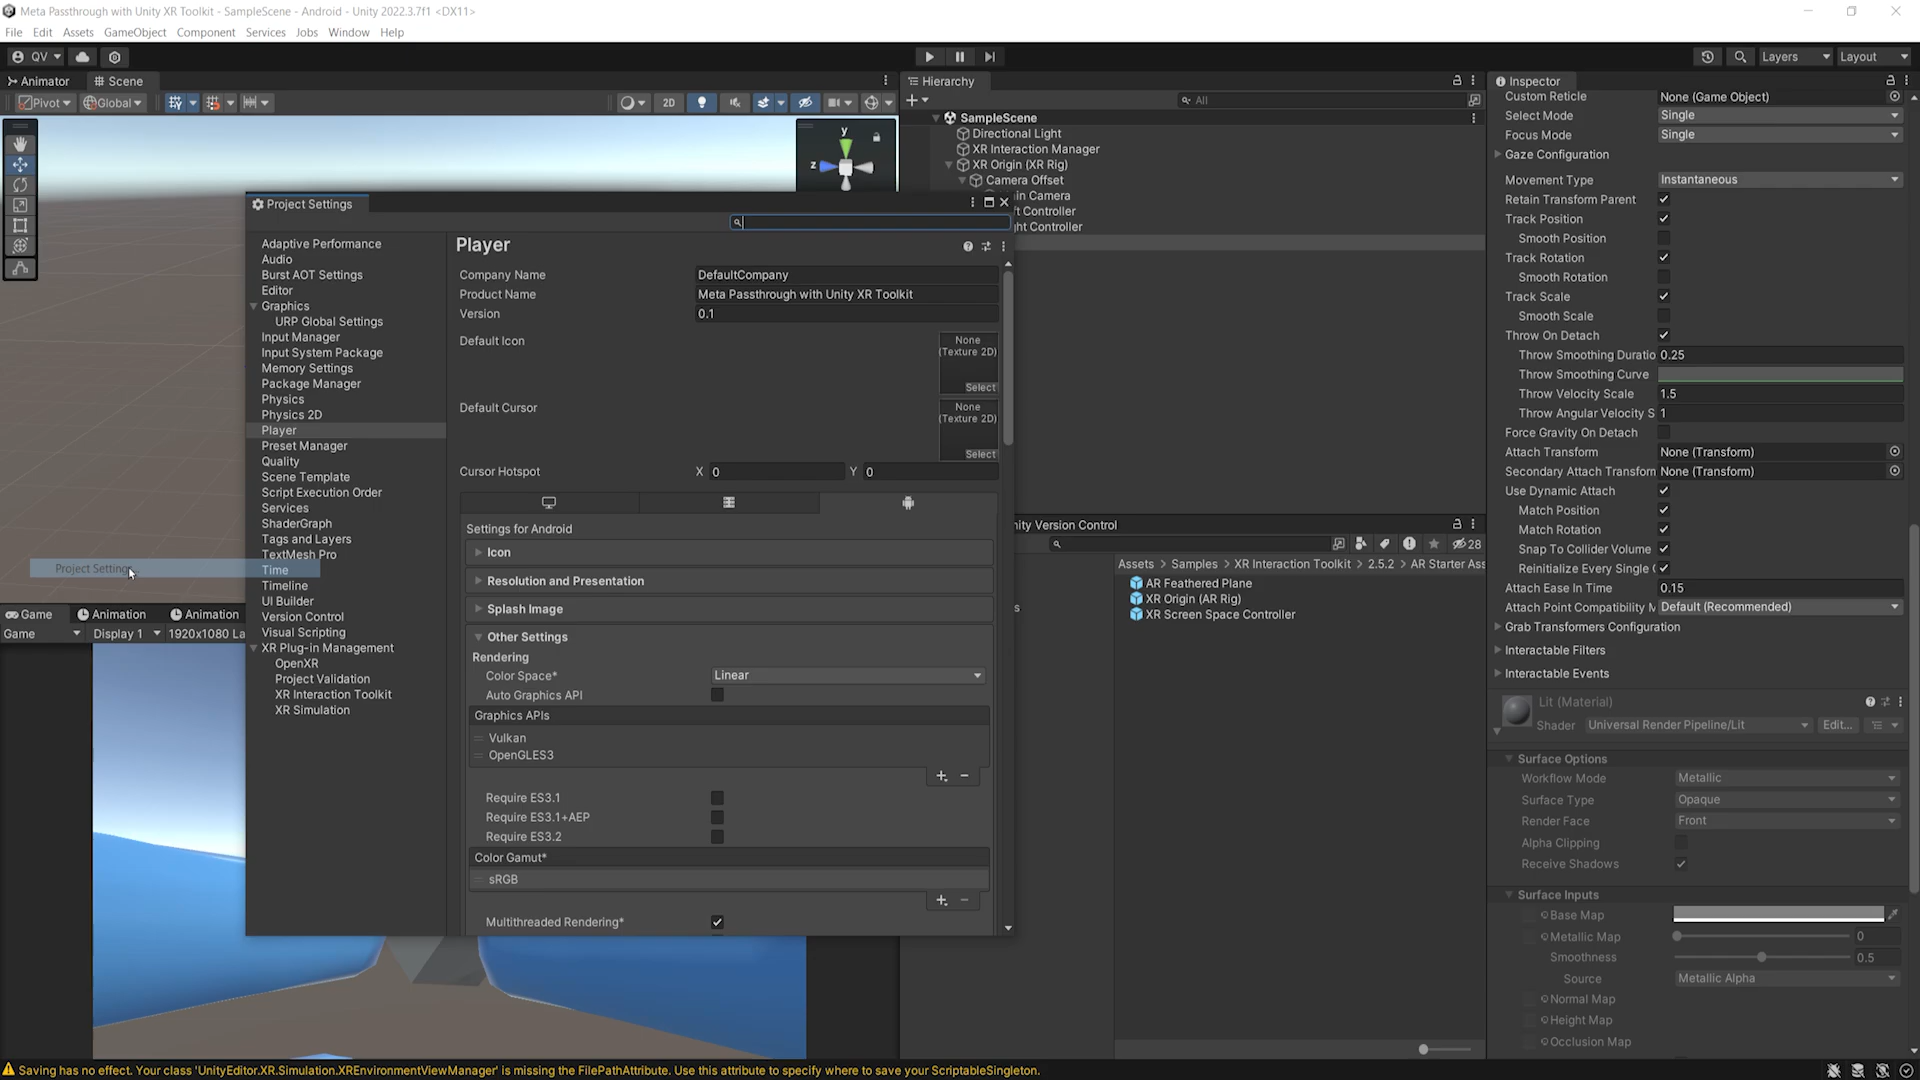 Meta Passthrough with Unity XR Toolkit - SampleScene - Android - Unity 2022.3.7f1 <DX11>
File Edit Assets GameObject Component Services Jobs Window Help
QV
Layers
Layout
Animator
Scene
Pivot
Global
2D
y
z
Hierarchy
All
SampleScene
Directional Light
XR Interaction Manager
XR Origin (XR Rig)
Camera Offset
in Camera
ft Controller
ht Controller
Project Settings
Adaptive Performance
Audio
Burst AOT Settings
Editor
Graphics
URP Global Settings
Input Manager
Input System Package
Memory Settings
Package Manager
Physics
Physics 2D
Player
Preset Manager
Quality
Scene Template
Script Execution Order
Services
ShaderGraph
Tags and Layers
TextMesh Pro
Time
Timeline
UI Builder
Version Control
Visual Scripting
XR Plug-in Management
OpenXR
Project Validation
XR Interaction Toolkit
XR Simulation
Player
Company Name DefaultCompany
Product Name Meta Passthrough with Unity XR Toolkit
Version 0.1
Default Icon
None
(Texture 2D)
Select
Default Cursor
None
(Texture 2D)
Select
Cursor Hotspot X 0 Y 0
Settings for Android
Icon
Resolution and Presentation
Splash Image
Other Settings
Rendering
Color Space* Linear
Auto Graphics API
Graphics APIs
Vulkan
OpenGLES3
Require ES3.1
Require ES3.1+AEP
Require ES3.2
Color Gamut*
sRGB
Multithreaded Rendering*
Project Settings...
Game
Animation
Animation
Game Display 1 1920x1080 La
nity Version Control
28
Assets > Samples > XR Interaction Toolkit > 2.5.2 > AR Starter Ass
AR Feathered Plane
XR Origin (AR Rig)
XR Screen Space Controller
s
Inspector
Custom Reticle None (Game Object)
Select Mode Single
Focus Mode Single
Gaze Configuration
Movement Type Instantaneous
Retain Transform Parent
Track Position
Smooth Position
Track Rotation
Smooth Rotation
Track Scale
Smooth Scale
Throw On Detach
Throw Smoothing Duratio 0.25
Throw Smoothing Curve
Throw Velocity Scale 1.5
Throw Angular Velocity S 1
Force Gravity On Detach
Attach Transform None (Transform)
Secondary Attach Transform None (Transform)
Use Dynamic Attach
Match Position
Match Rotation
Snap To Collider Volume
Reinitialize Every Single (
Attach Ease In Time 0.15
Attach Point Compatibility M Default (Recommended)
Grab Transformers Configuration
Interactable Filters
Interactable Events
Lit (Material)
Shader Universal Render Pipeline/Lit Edit...
Surface Options
Workflow Mode Metallic
Surface Type Opaque
Render Face Front
Alpha Clipping
Receive Shadows
Surface Inputs
Base Map
Metallic Map 0
Smoothness 0.5
Source Metallic Alpha
Normal Map
Height Map
Occlusion Map
Saving has no effect. Your class 'UnityEditor.XR.Simulation.XREnvironmentViewManager' is missing the FilePathAttribute. Use this attribute to specify where to save your ScriptableSingleton.